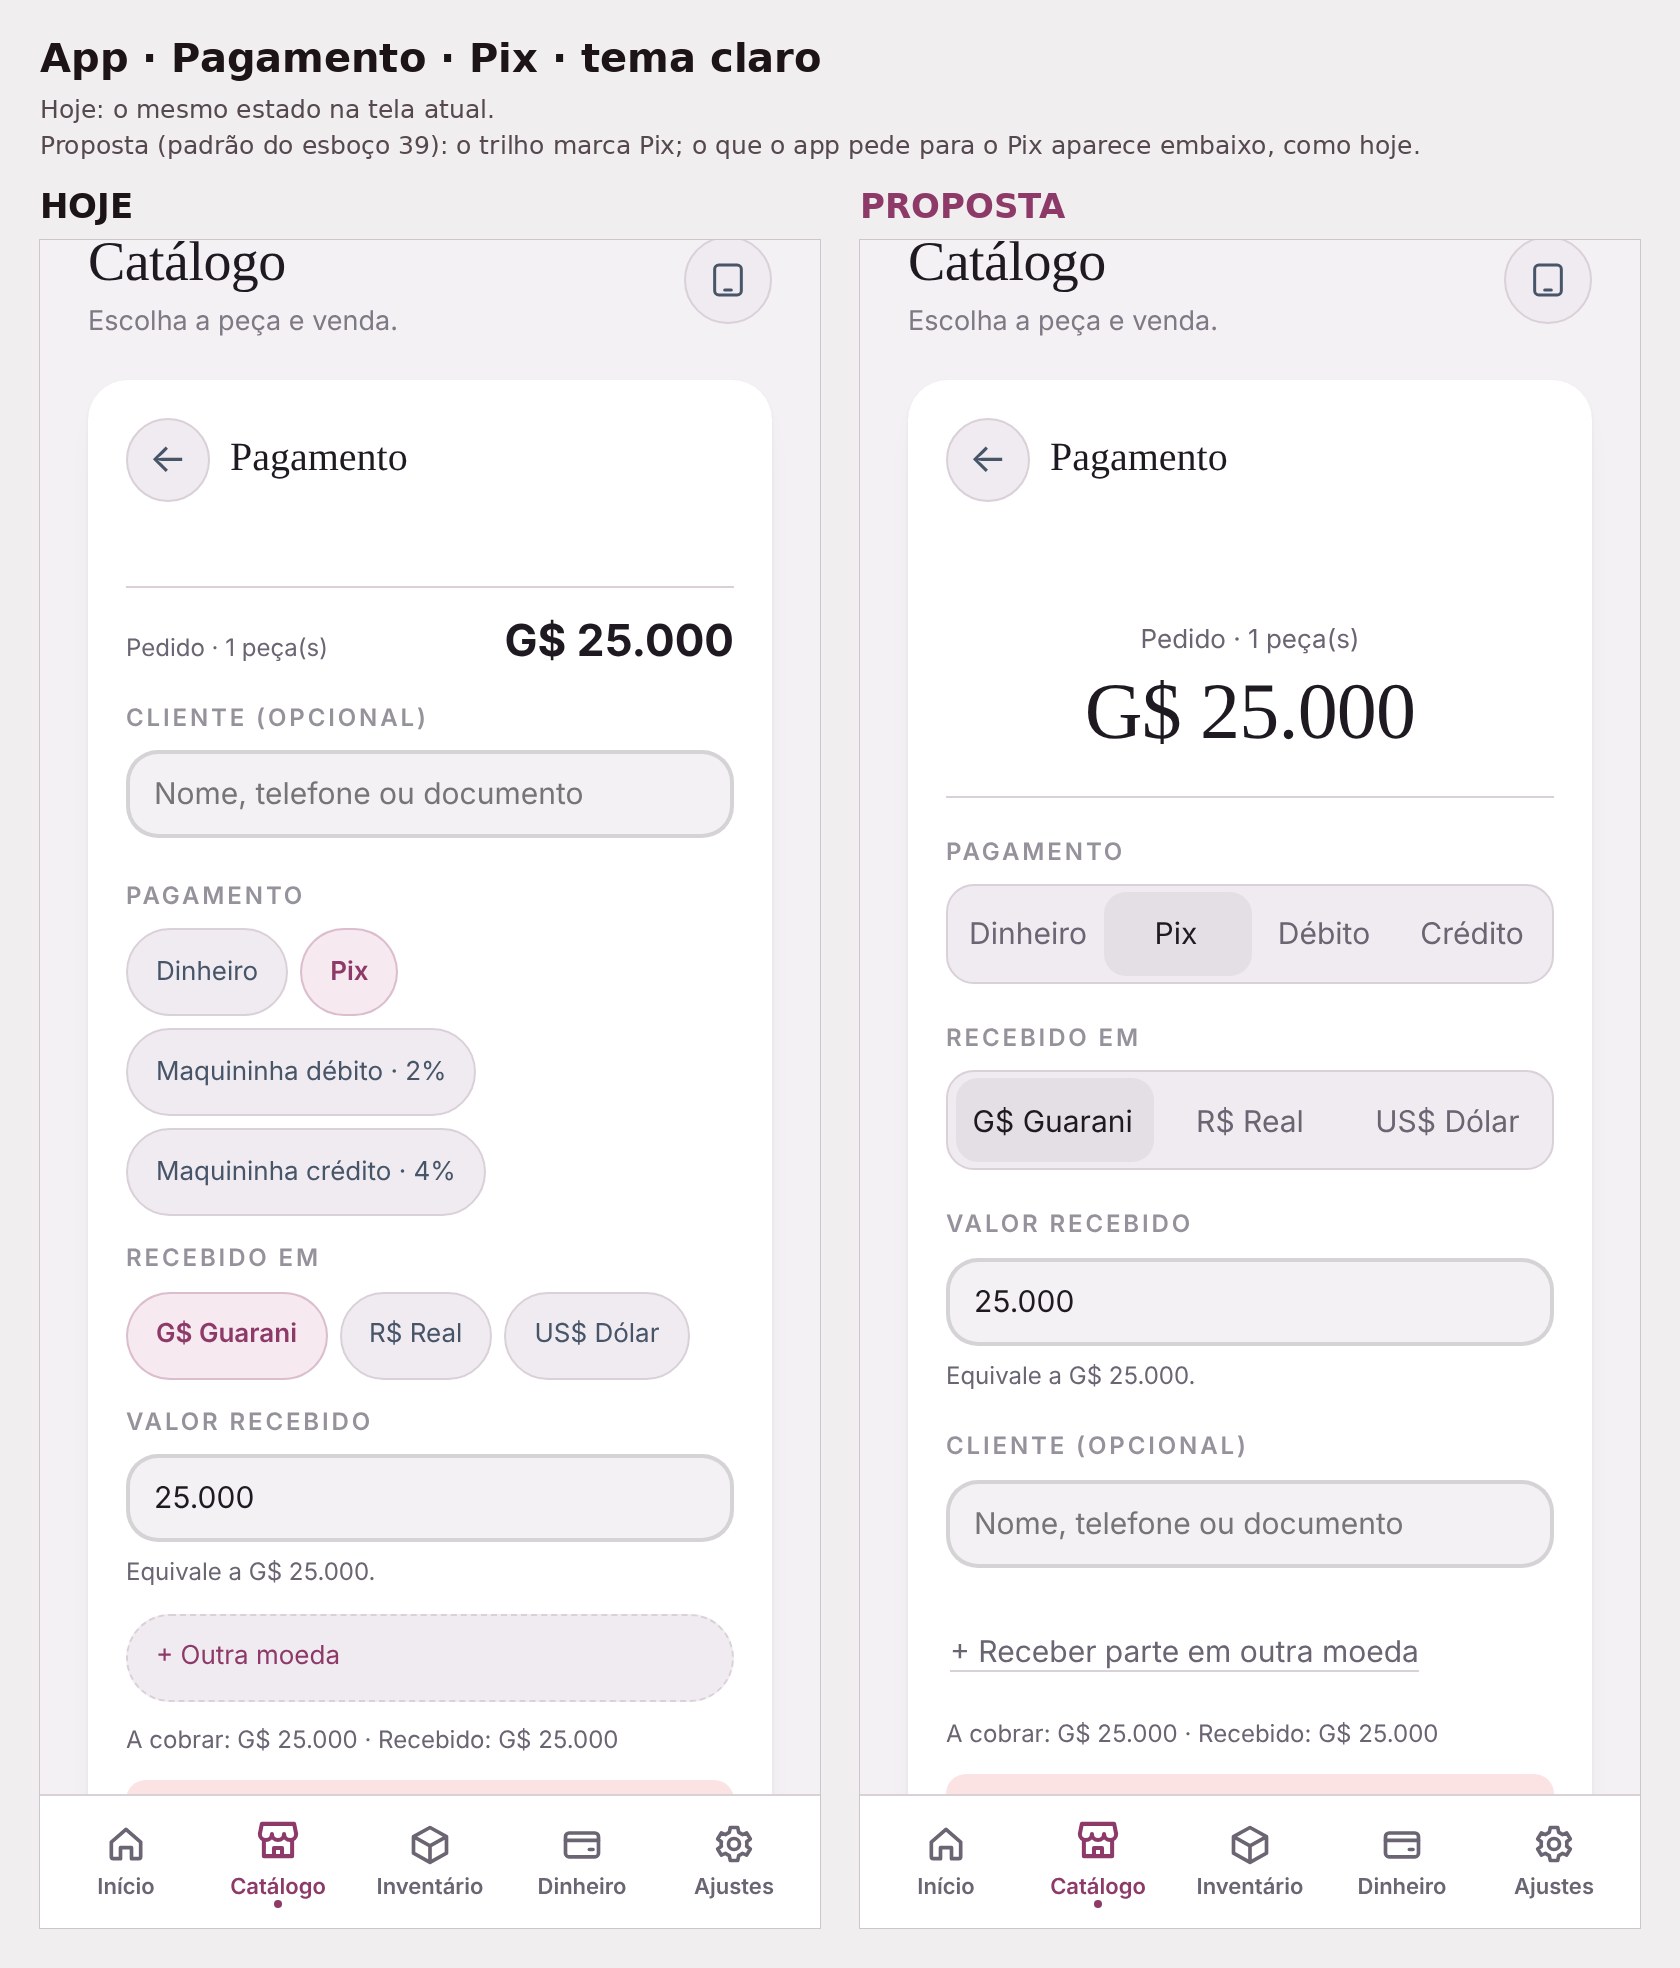 App · Pagamento · Pix · tema claro
Hoje: o mesmo estado na tela atual.
Proposta (padrão do esboço 39): o trilho marca Pix; o que o app pede para o Pix aparece embaixo, como hoje.
HOJE
Catálogo
Escolha a peça e venda.
Pagamento
Pedido · 1 peça(s)
G$ 25.000
CLIENTE (OPCIONAL)
Nome, telefone ou documento
PAGAMENTO
Dinheiro
Pix
Maquininha débito · 2%
Maquininha crédito · 4%
RECEBIDO EM
G$ Guarani
R$ Real
US$ Dólar
VALOR RECEBIDO
25.000
Equivale a G$ 25.000.
+ Outra moeda
A cobrar: G$ 25.000 · Recebido: G$ 25.000
Início
Catálogo
Inventário
Dinheiro
Ajustes
PROPOSTA
Catálogo
Escolha a peça e venda.
Pagamento
Pedido · 1 peça(s)
G$ 25.000
PAGAMENTO
Dinheiro
Pix
Débito
Crédito
RECEBIDO EM
G$ Guarani
R$ Real
US$ Dólar
VALOR RECEBIDO
25.000
Equivale a G$ 25.000.
CLIENTE (OPCIONAL)
Nome, telefone ou documento
+ Receber parte em outra moeda
A cobrar: G$ 25.000 · Recebido: G$ 25.000
Início
Catálogo
Inventário
Dinheiro
Ajustes